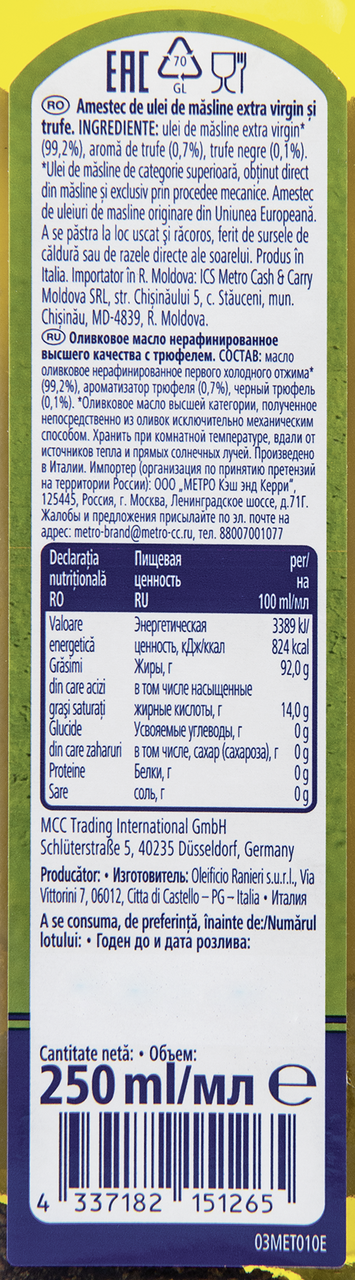 EAC 70 GL
RO Amestec de ulei de măsline extra virgin și
trufe. INGREDIENTE: ulei de măsline extra virgin*
(99,2%), aromă de trufe (0,7%), trufe negre (0,1%).
*Ulei de măsline de categorie superioară, obținut direct
din măsline și exclusiv prin procedee mecanice. Amestec
de uleiuri de masline originare din Uniunea Europeană.
A se păstra la loc uscat și răcoros, ferit de sursele de
căldură sau de razele directe ale soarelui. Produs în
Italia. Importator în R. Moldova: ICS Metro Cash & Carry
Moldova SRL, str. Chișinăului 5, c. Stăuceni, mun.
Chișinău, MD-4839, R. Moldova.
RU Оливковое масло нерафинированное
высшего качества с трюфелем. СОСТАВ: масло
оливковое нерафинированное первого холодного отжима*
(99,2%), ароматизатор трюфеля (0,7%), черный трюфель
(0,1%). *Оливковое масло высшей категории, полученное
непосредственно из оливок исключительно механическим
способом. Хранить при комнатной температуре, вдали от
источников тепла и прямых солнечных лучей. Произведено
в Италии. Импортер (организация по принятию претензий
на территории России): ООО „МЕТРО Кэш энд Керри”,
125445, Россия, г. Москва, Ленинградское шоссе, д.71Г.
Жалобы и предложения присылайте по эл. почте на
адрес: metro-brand@metro-cc.ru, тел. 88007001077
Declarația Пищевая per/
nutrițională ценность на
RO RU 100 ml/мл
Valoare Энергетическая 3389 kJ/
energetică ценность, кДж/ккал 824 kcal
Grăsimi Жиры, г 92,0 g
din care acizi в том числе насыщенные
grași saturați жирные кислоты, г 14,0 g
Glucide Усвояемые углеводы, г 0 g
din care zaharuri в том числе, сахар (сахароза), г 0 g
Proteine Белки, г 0 g
Sare соль, г 0 g
MCC Trading International GmbH
Schlüterstraße 5, 40235 Düsseldorf, Germany
Producător: • Изготовитель: Oleificio Ranieri s.u.r.l., Via
Vittorini 7, 06012, Citta di Castello – PG – Italia • Италия
A se consuma, de preferință, înainte de:/Numărul
lotului: • Годен до и дата розлива:
Cantitate netă: • Объем:
250 ml/мл ℮
4 337182 151265
03MET010E